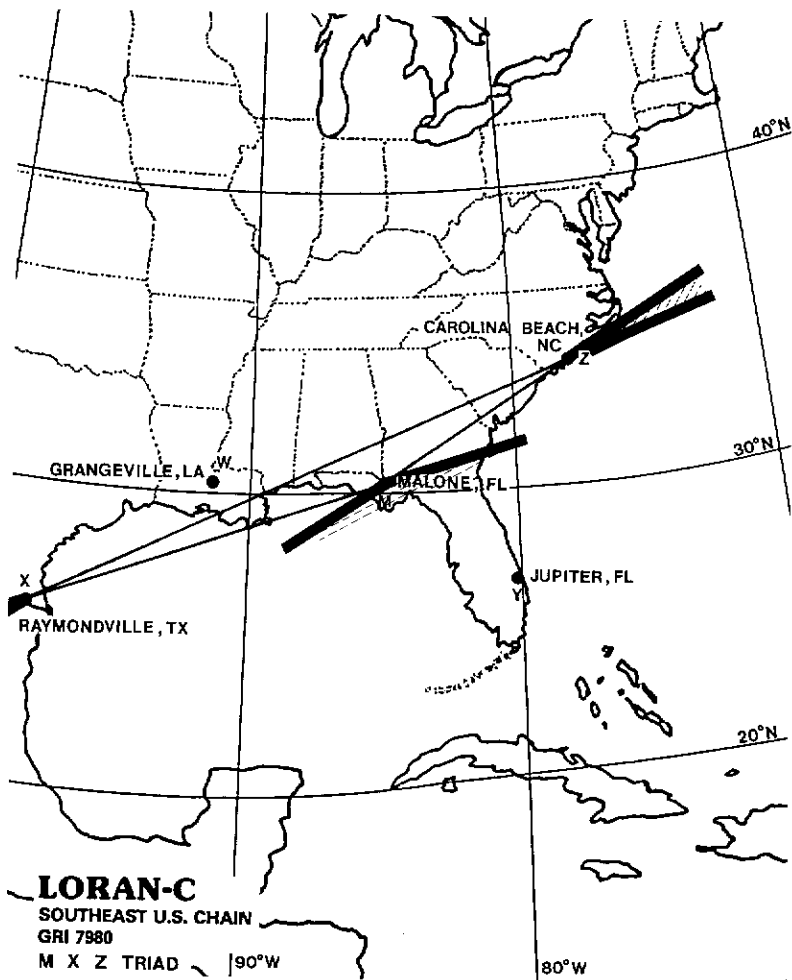 40°N
CAROLINA BEACH,
NC
Z
30°N
GRANGEVILLE, LA
W
MALONE, FL
M
X
JUPITER, FL
Y
RAYMONDVILLE, TX
20°N
LORAN-C
SOUTHEAST U.S. CHAIN
GRI 7980
M X Z TRIAD
90°W
80°W